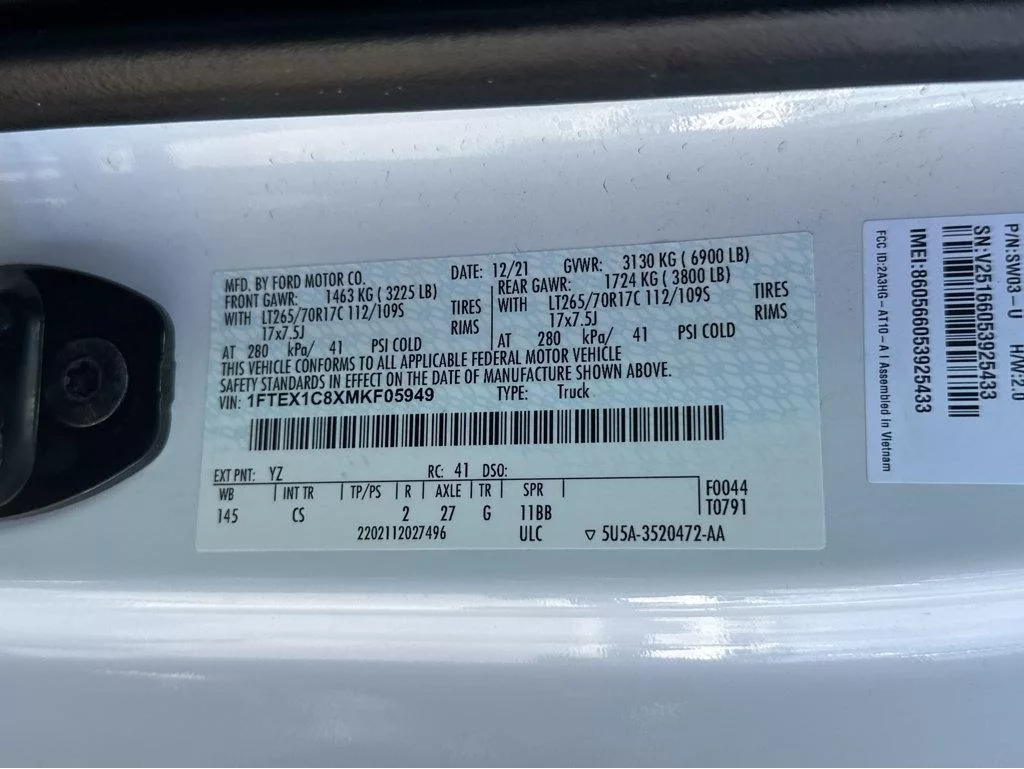 MFD. BY FORD MOTOR CO. DATE: 12/21 GVWR: 3130 KG ( 6900 LB)
FRONT GAWR: 1463 KG ( 3225 LB) REAR GAWR: 1724 KG ( 3800 LB)
WITH LT265/70R17C 112/109S TIRES WITH LT265/70R17C 112/109S TIRES
17x7.5J RIMS 17x7.5J RIMS
AT 280 kPa/ 41 PSI COLD AT 280 kPa/ 41 PSI COLD
THIS VEHICLE CONFORMS TO ALL APPLICABLE FEDERAL MOTOR VEHICLE
SAFETY STANDARDS IN EFFECT ON THE DATE OF MANUFACTURE SHOWN ABOVE.
VIN: 1FTEX1C8XMKF05949 TYPE: Truck
EXT PNT: YZ RC: 41 DSO:
WB INT TR TP/PS R AXLE TR SPR F0044
145 CS 2 27 G 11BB T0791
2202112027496 ULC ▽ 5U5A-3520472-AA
P/N:SW03-U H/W:2.0
SN:V25166053925433
IMEI:860566053925433
FCC ID:2A3HG-AT10-A | Assembled in Vietnam